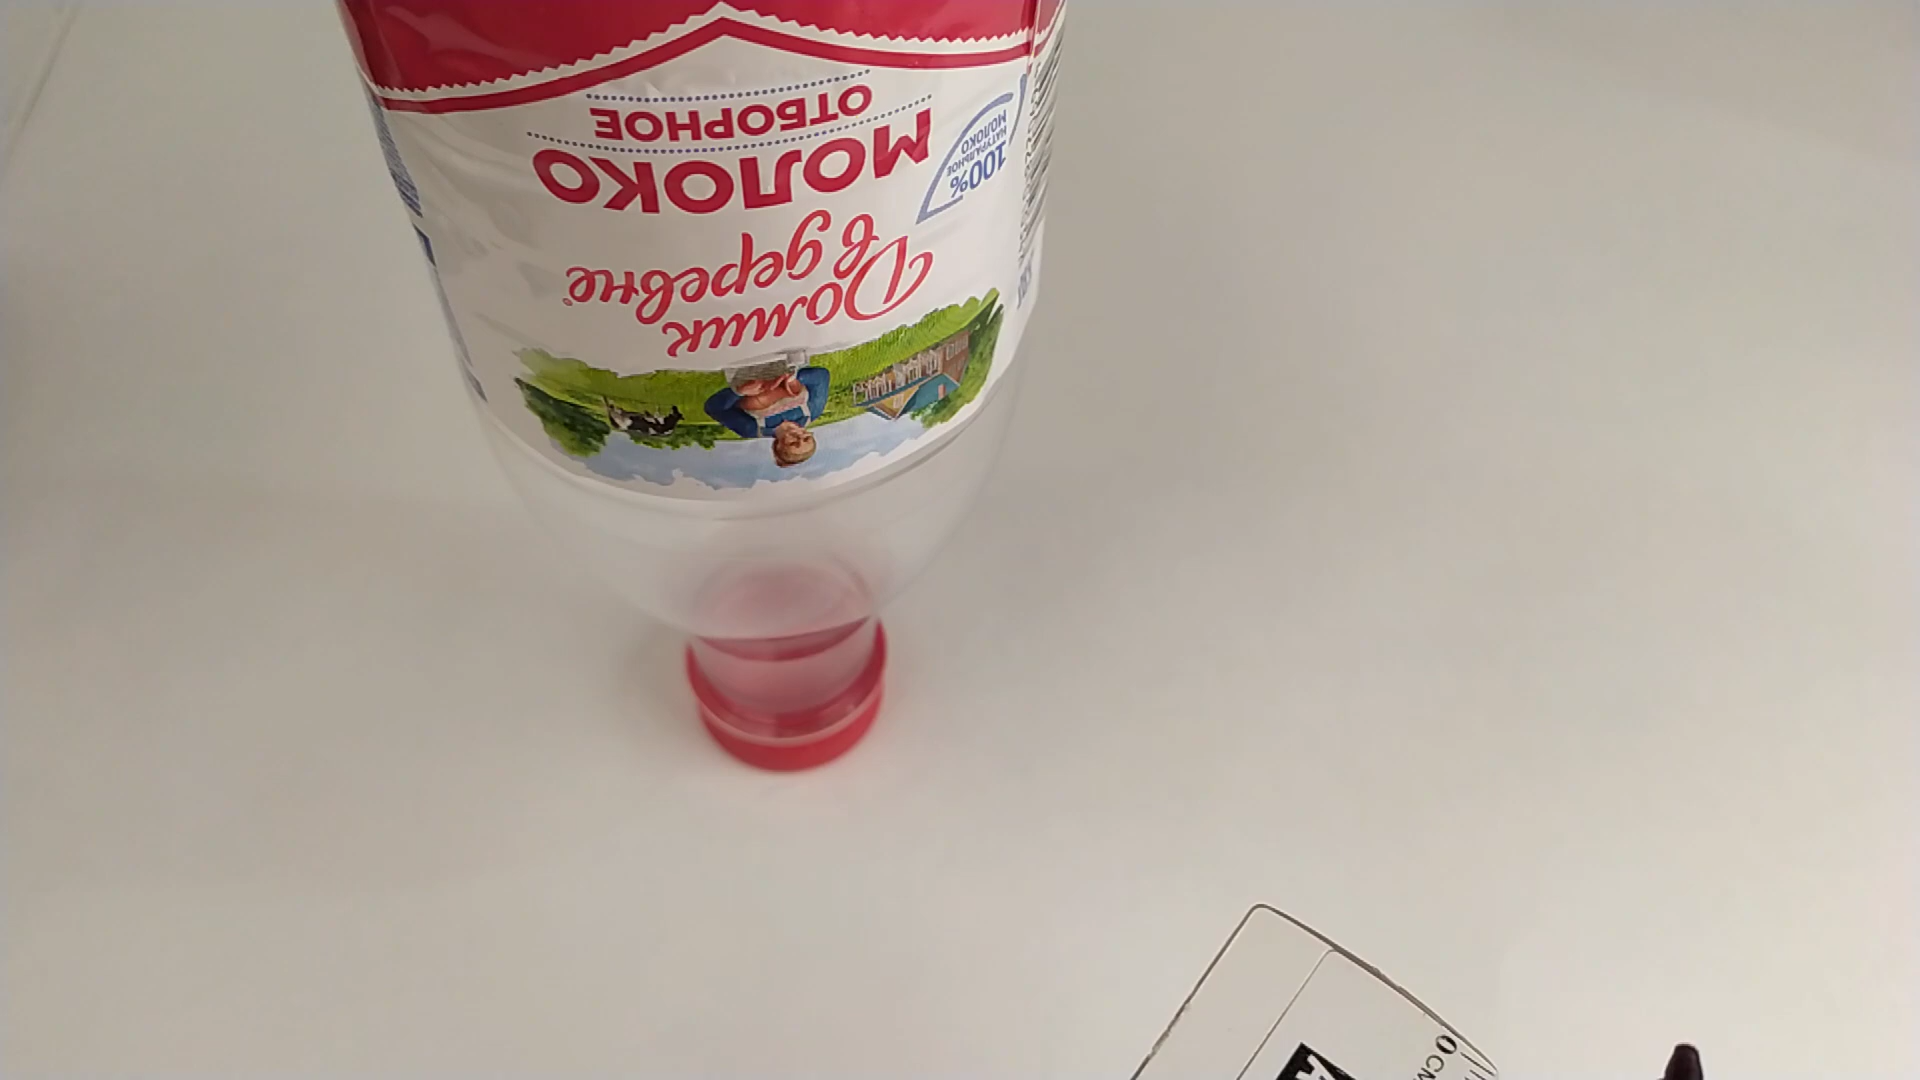 Домик
в деревне
МОЛОКО
ОТБОРНОЕ
100%
НАТУРАЛЬНОЕ
МОЛОКО
0 СМ